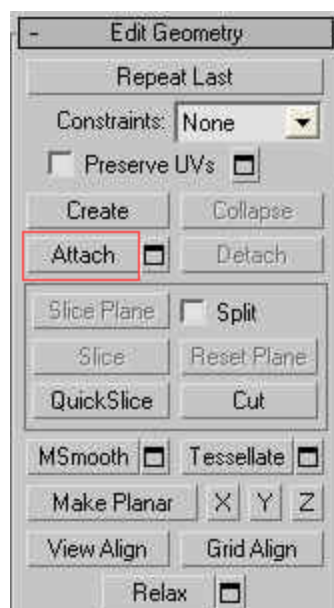 - Edit Geometry
Repeat Last
Constraints: None
Preserve UVs
Create Collapse
Attach Detach
Slice Plane Split
Slice Reset Plane
QuickSlice Cut
MSmooth Tessellate
Make Planar X Y Z
View Align Grid Align
Relax